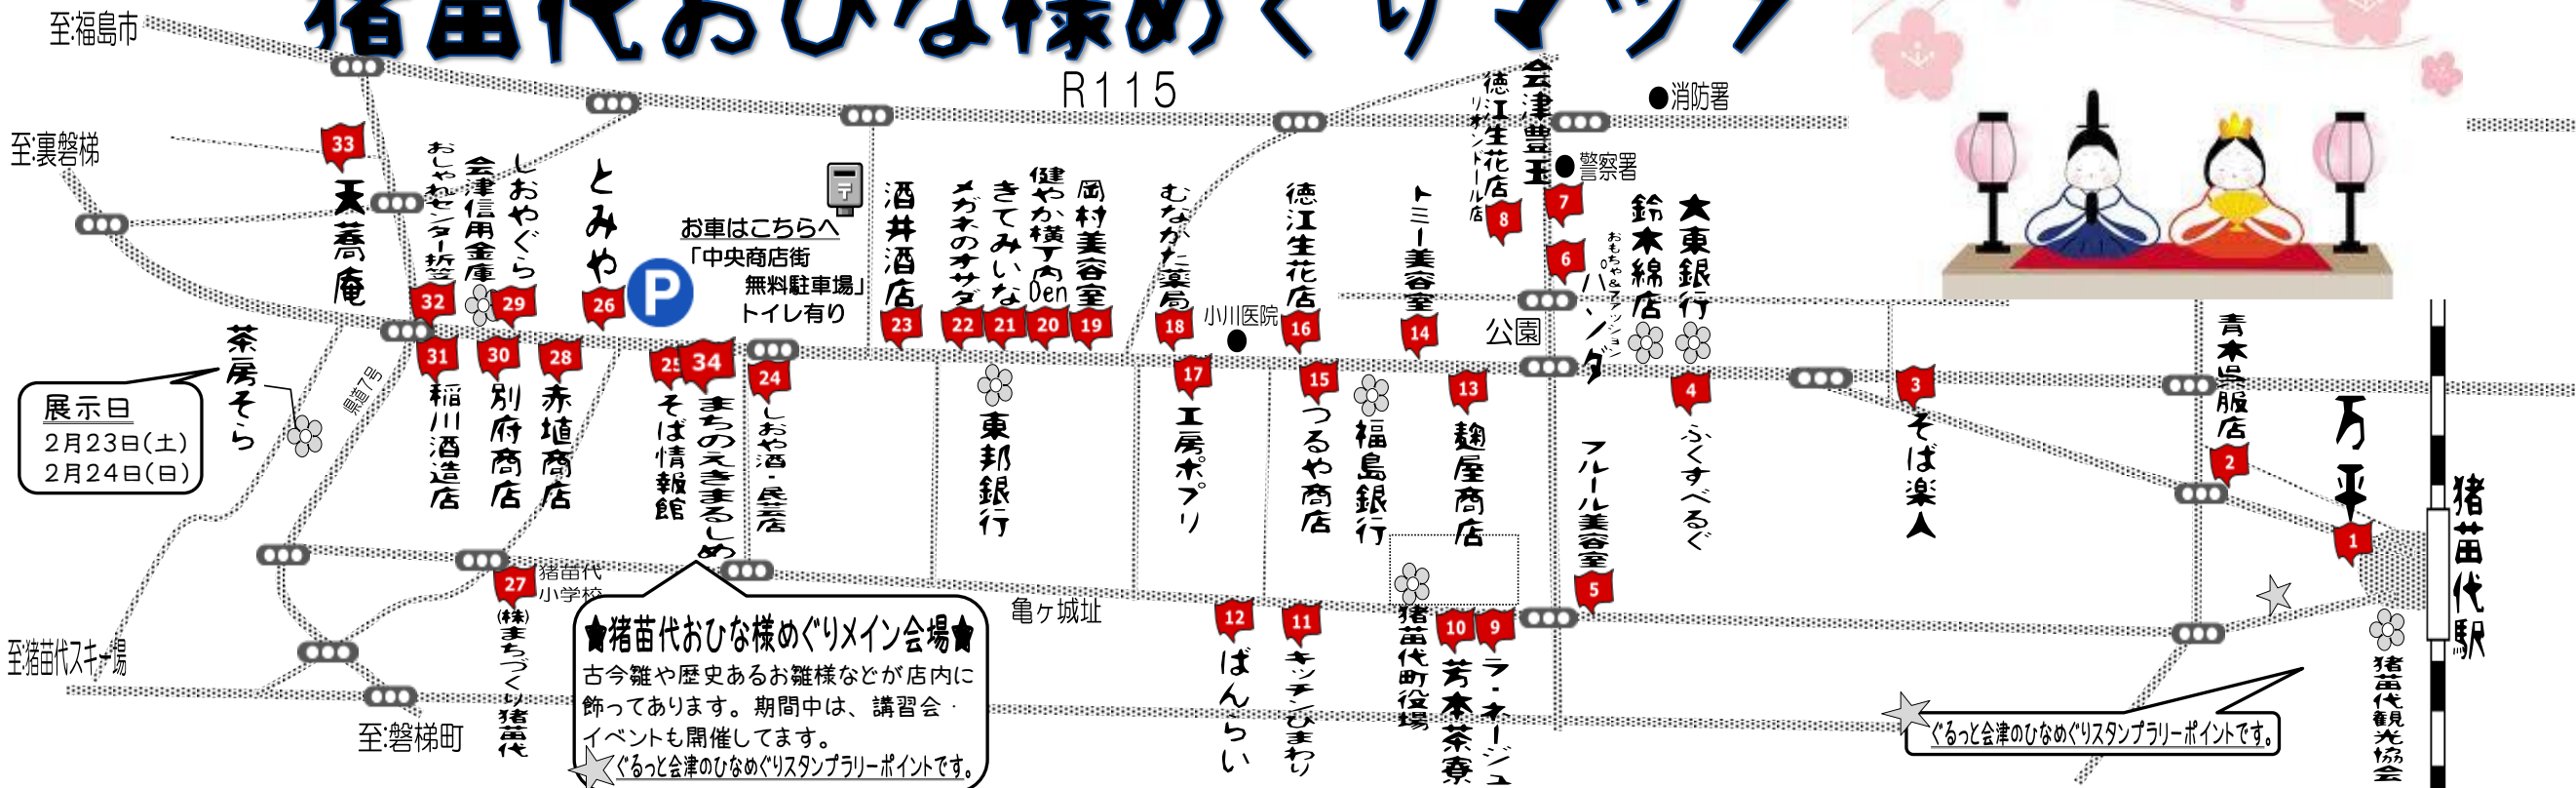 猪苗代おひな様めぐりマップ
至:福島市
R115
消防署
至:裏磐梯
警察署
33
天蕎庵
おしゃれセンター折笠
32
会津信用金庫
しおやぐら
29
とみや
26
P
お車はこちらへ
「中央商店街
無料駐車場」
トイレ有り
酒井酒店
23
メガネのオサダ
22
きてみいな
21
健やか横丁内Den
20
岡村美容室
19
むなかた薬局
18
小川医院
徳江生花店
16
トミー美容室
14
徳江生花店
リオンドール店
8
会津豊玉
7
6
おもちゃ&ファッション
パンダ
公園
鈴木綿店
大東銀行
茶房そら
展示日
2月23日(土)
2月24日(日)
県道7号
31
稲川酒造店
30
別府商店
28
赤埴商店
25
そば情報館
34
まちのえきまるしめ
24
しおや酒・民芸店
東邦銀行
17
工房ポプリ
15
つるや商店
福島銀行
13
麹屋商店
フルール美容室
5
4
ふくすべるぐ
3
そば楽人
青木呉服店
2
万平
1
猪苗代駅
27
猪苗代
小学校
(株)まちづくり猪苗代
亀ヶ城址
12
ばんらい
11
キッチンひまわり
猪苗代町役場
10
芳本茶寮
9
ラ・ネージュ
至:猪苗代スキー場
至:磐梯町
★猪苗代おひな様めぐりメイン会場★
古今雛や歴史あるお雛様などが店内に
飾ってあります。期間中は、講習会・
イベントも開催してます。
ぐるっと会津のひなめぐりスタンプラリーポイントです。
ぐるっと会津のひなめぐりスタンプラリーポイントです。
猪苗代観光協会